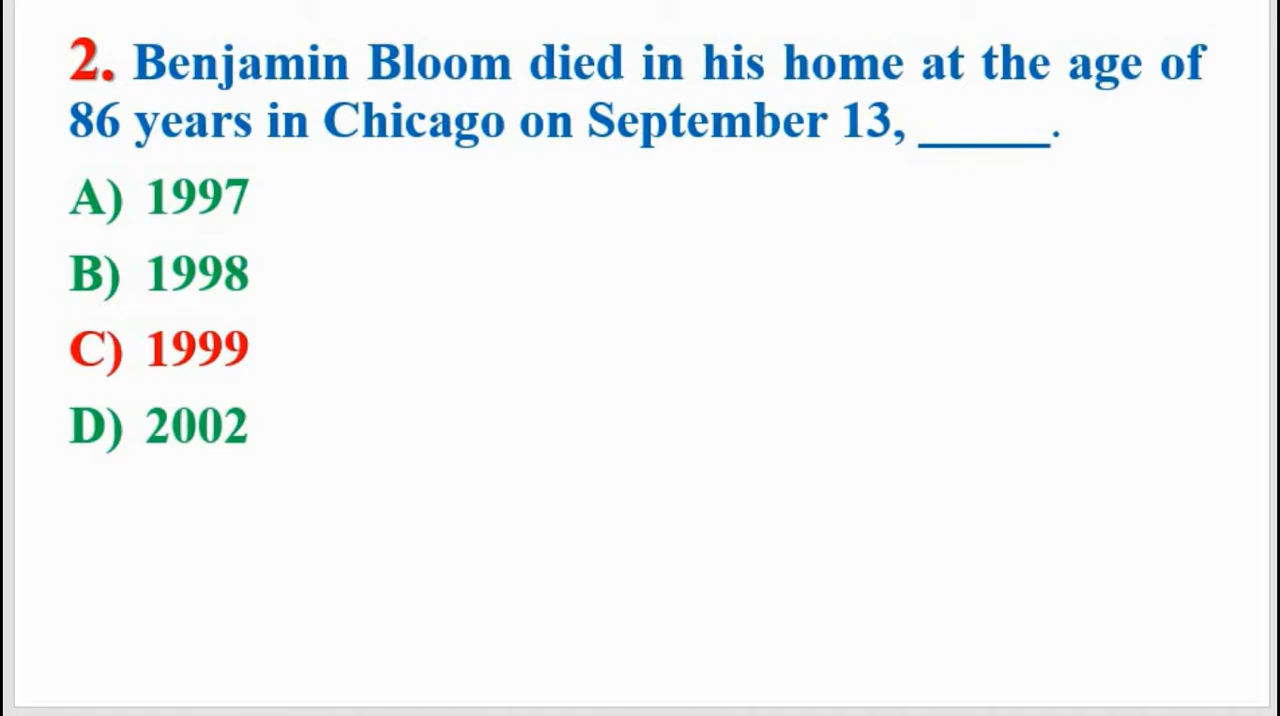 2. Benjamin Bloom died in his home at the age of
86 years in Chicago on September 13, _____.
A) 1997
B) 1998
C) 1999
D) 2002